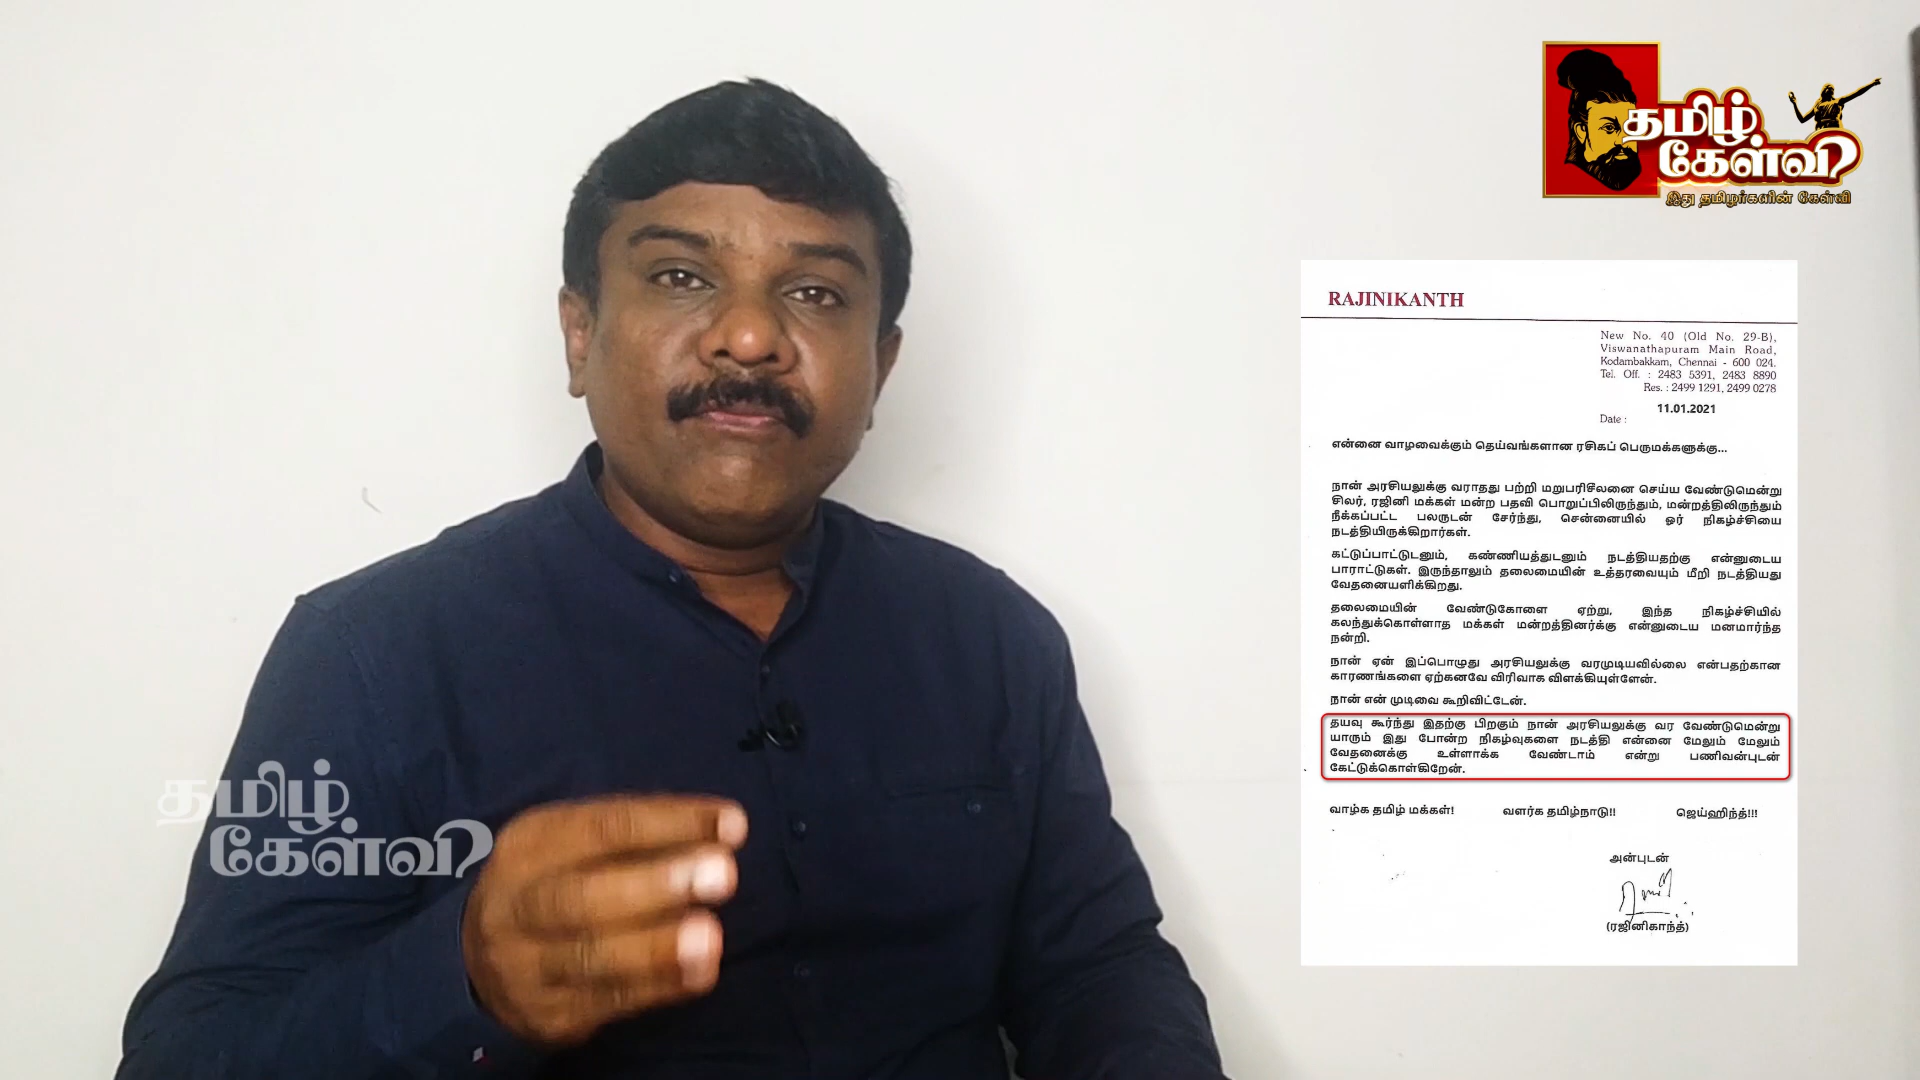 தமிழ்
கேள்வி
இது தமிழர்களின் கேள்வி
RAJINIKANTH
New No. 40 (Old No. 29-B),
Viswanathapuram Main Road,
Kodambakkam, Chennai - 600 024.
Tel. Off. : 2483 5391, 2483 8890
Res. : 2499 1291, 2499 0278
11.01.2021
Date :
என்னை வாழவைக்கும் தெய்வங்களான ரசிகப் பெருமக்களுக்கு...
நான் அரசியலுக்கு வராதது பற்றி மறுபரிசீலனை செய்ய வேண்டுமென்று
சிலர், ரஜினி மக்கள் மன்ற பதவி பொறுப்பிலிருந்தும், மன்றத்திலிருந்தும்
நீக்கப்பட்ட பலருடன் சேர்ந்து, சென்னையில் ஓர் நிகழ்ச்சியை
நடத்தியிருக்கிறார்கள்.
கட்டுப்பாட்டுடனும், கண்ணியத்துடனும் நடத்தியதற்கு என்னுடைய
பாராட்டுகள். இருந்தாலும் தலைமையின் உத்தரவையும் மீறி நடத்தியது
வேதனையளிக்கிறது.
தலைமையின் வேண்டுகோளை ஏற்று, இந்த நிகழ்ச்சியில்
கலந்துக்கொள்ளாத மக்கள் மன்றத்தினர்க்கு என்னுடைய மனமார்ந்த
நன்றி.
நான் ஏன் இப்பொழுது அரசியலுக்கு வரமுடியவில்லை என்பதற்கான
காரணங்களை ஏற்கனவே விரிவாக விளக்கியுள்ளேன்.
நான் என் முடிவை கூறிவிட்டேன்.
தயவு கூர்ந்து இதற்கு பிறகும் நான் அரசியலுக்கு வர வேண்டுமென்று
யாரும் இது போன்ற நிகழ்வுகளை நடத்தி என்னை மேலும் மேலும்
வேதனைக்கு உள்ளாக்க வேண்டாம் என்று பணிவன்புடன்
கேட்டுக்கொள்கிறேன்.
வாழ்க தமிழ் மக்கள்! வளர்க தமிழ்நாடு!! ஜெய்ஹிந்த்!!!
அன்புடன்
(ரஜினிகாந்த்)
தமிழ்
கேள்வி